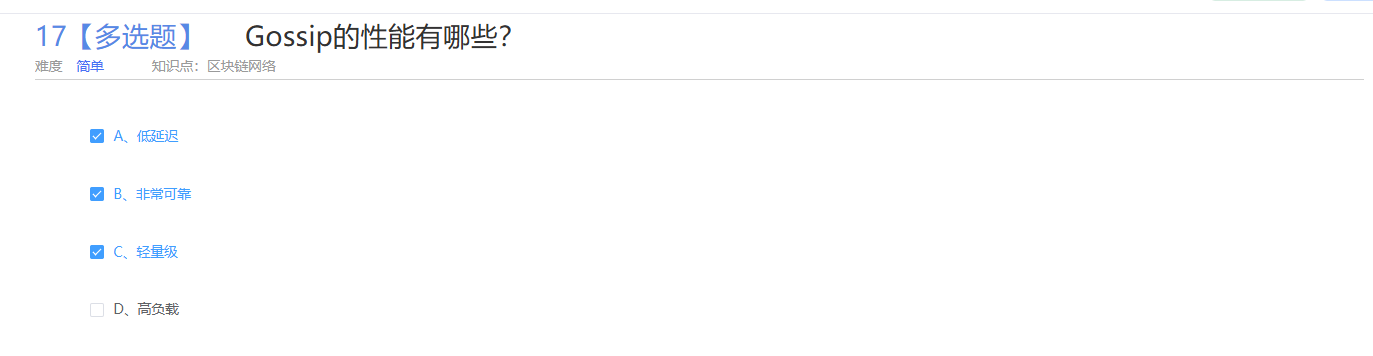 17【多选题】 Gossip的性能有哪些?
难度 简单 知识点：区块链网络
A、低延迟
B、非常可靠
C、轻量级
D、高负载